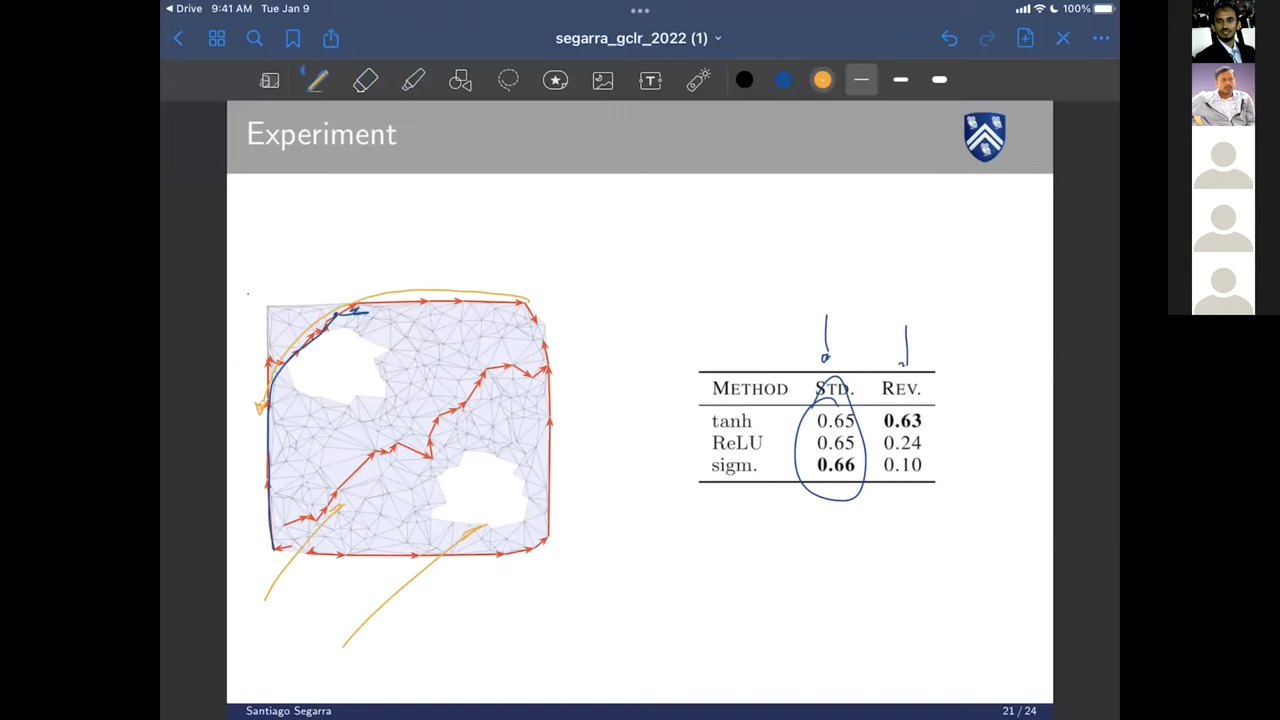 Drive 9:41 AM Tue Jan 9 100%
segarra_gclr_2022 (1)
Experiment
METHOD STD. REV.
tanh 0.65 0.63
ReLU 0.65 0.24
sigm. 0.66 0.10
Santiago Segarra 21 / 24